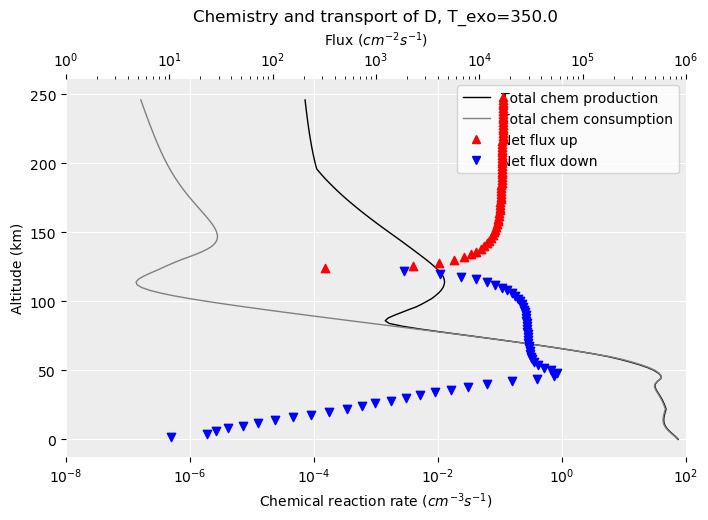 Chemistry and transport of D, T_exo=350.0
Flux (cm⁻²s⁻¹)
10⁰ 10¹ 10² 10³ 10⁴ 10⁵ 10⁶
Total chem production
Total chem consumption
Net flux up
Net flux down
Altitude (km)
250
200
150
100
50
0
10⁻⁸ 10⁻⁶ 10⁻⁴ 10⁻² 10⁰ 10²
Chemical reaction rate (cm⁻³s⁻¹)